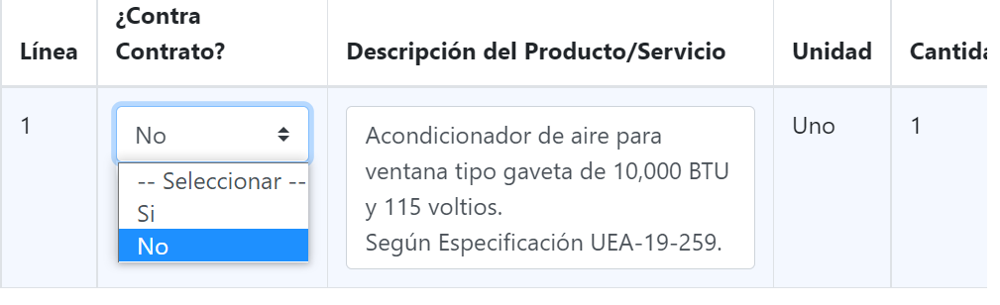 ¿Contra
Línea Contrato? Descripción del Producto/Servicio Unidad Cantida
1 No Acondicionador de aire para Uno 1
ventana tipo gaveta de 10,000 BTU
-- Seleccionar --
y 115 voltios.
Si
Según Especificación UEA-19-259.
No